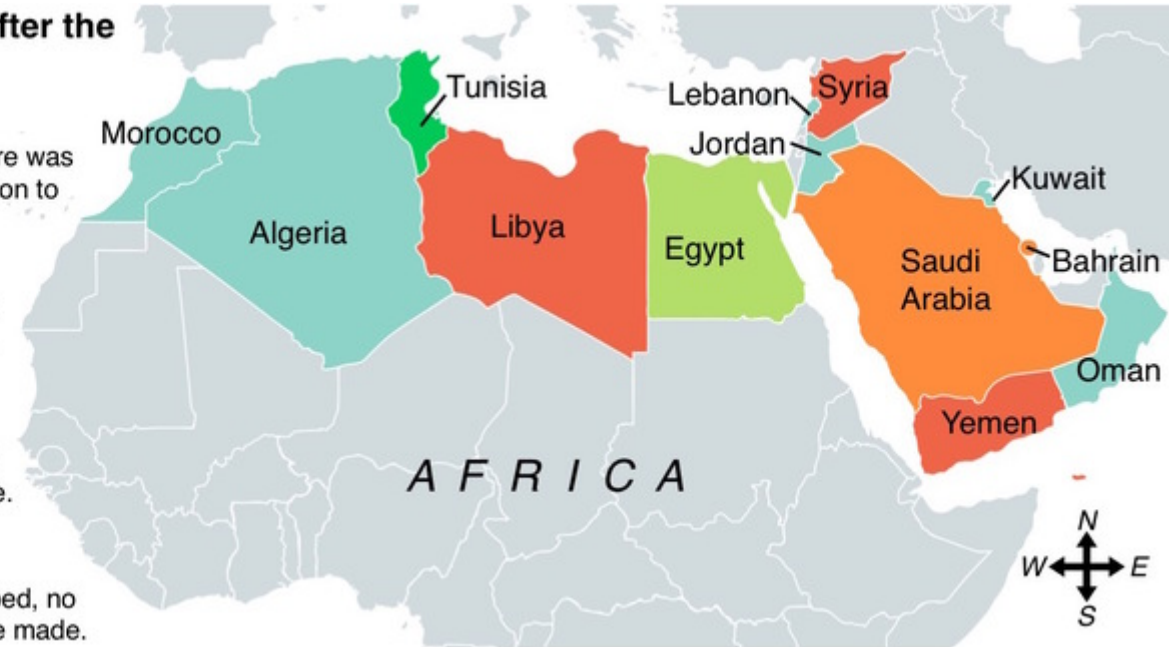 fter the
Tunisia
Lebanon
Syria
Morocco
Jordan
re was
on to
Kuwait
Algeria
Libya
Egypt
Saudi
Arabia
Bahrain
Oman
Yemen
AFRICA
e.
N
W E
S
ed, no
e made.